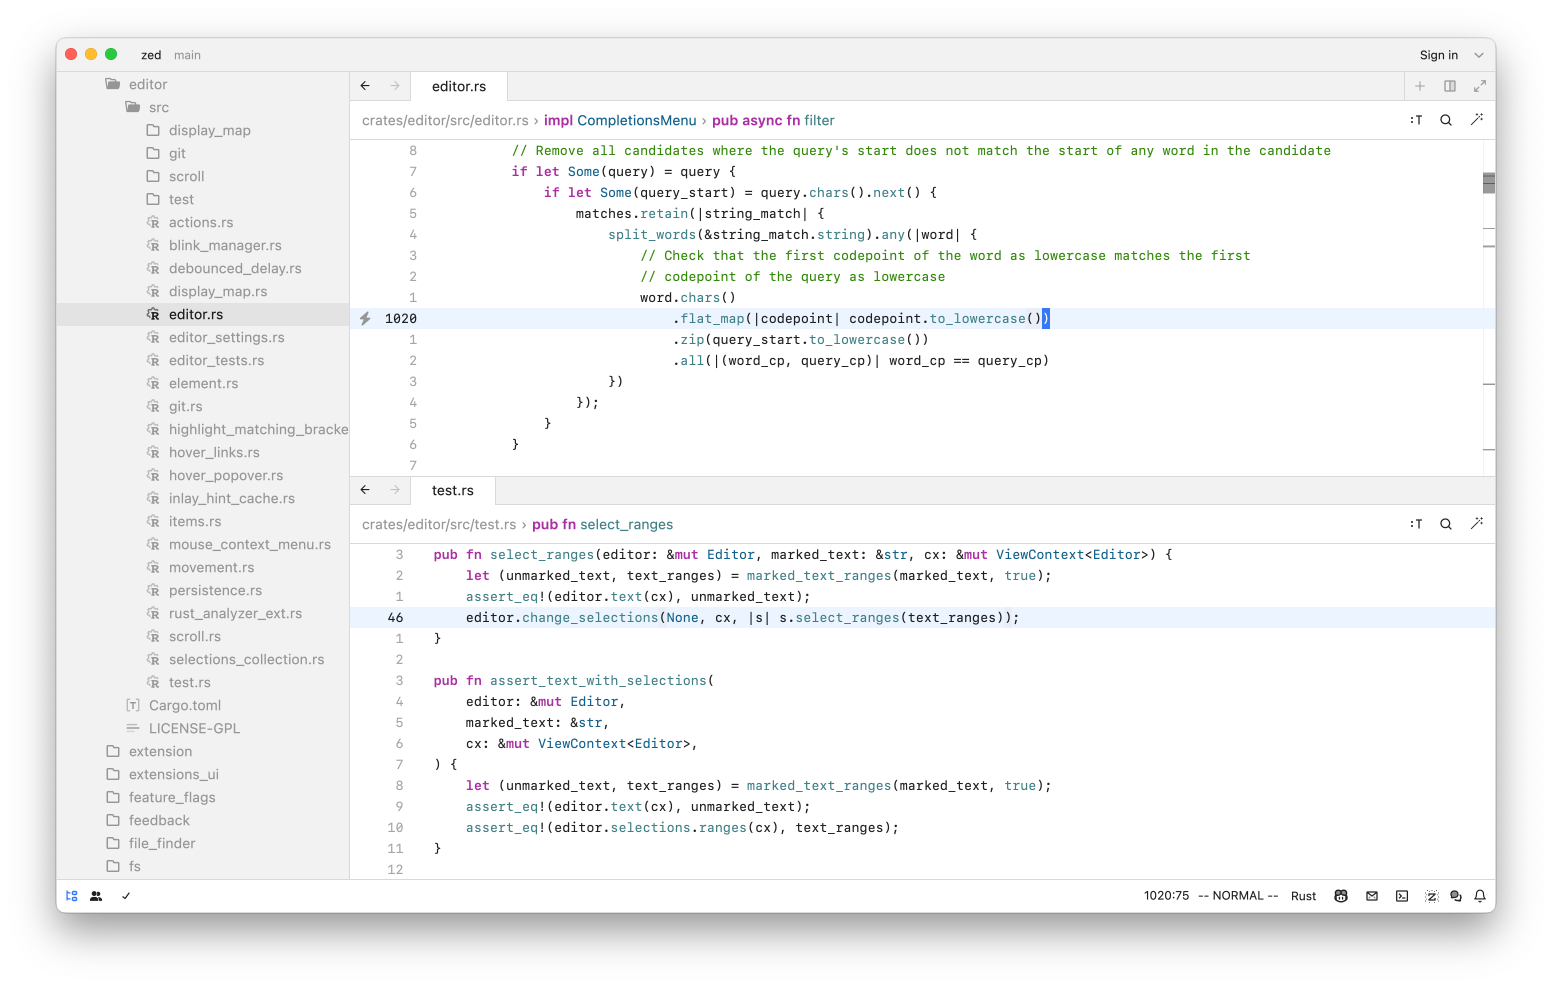 zed main
Sign in
editor
src
display_map
git
scroll
test
actions.rs
blink_manager.rs
debounced_delay.rs
display_map.rs
editor.rs
editor_settings.rs
editor_tests.rs
element.rs
git.rs
highlight_matching_bracke
hover_links.rs
hover_popover.rs
inlay_hint_cache.rs
items.rs
mouse_context_menu.rs
movement.rs
persistence.rs
rust_analyzer_ext.rs
scroll.rs
selections_collection.rs
test.rs
Cargo.toml
LICENSE-GPL
extension
extensions_ui
feature_flags
feedback
file_finder
fs
editor.rs
crates/editor/src/editor.rs › impl CompletionsMenu › pub async fn filter
:T
8 // Remove all candidates where the query's start does not match the start of any word in the candidate
7 if let Some(query) = query {
6 if let Some(query_start) = query.chars().next() {
5 matches.retain(|string_match| {
4 split_words(&string_match.string).any(|word| {
3 // Check that the first codepoint of the word as lowercase matches the first
2 // codepoint of the query as lowercase
1 word.chars()
1020 .flat_map(|codepoint| codepoint.to_lowercase())
1 .zip(query_start.to_lowercase())
2 .all(|(word_cp, query_cp)| word_cp == query_cp)
3 })
4 });
5 }
6 }
7
test.rs
crates/editor/src/test.rs › pub fn select_ranges
:T
3 pub fn select_ranges(editor: &mut Editor, marked_text: &str, cx: &mut ViewContext<Editor>) {
2 let (unmarked_text, text_ranges) = marked_text_ranges(marked_text, true);
1 assert_eq!(editor.text(cx), unmarked_text);
46 editor.change_selections(None, cx, |s| s.select_ranges(text_ranges));
1 }
2
3 pub fn assert_text_with_selections(
4 editor: &mut Editor,
5 marked_text: &str,
6 cx: &mut ViewContext<Editor>,
7 ) {
8 let (unmarked_text, text_ranges) = marked_text_ranges(marked_text, true);
9 assert_eq!(editor.text(cx), unmarked_text);
10 assert_eq!(editor.selections.ranges(cx), text_ranges);
11 }
12
1020:75 -- NORMAL -- Rust